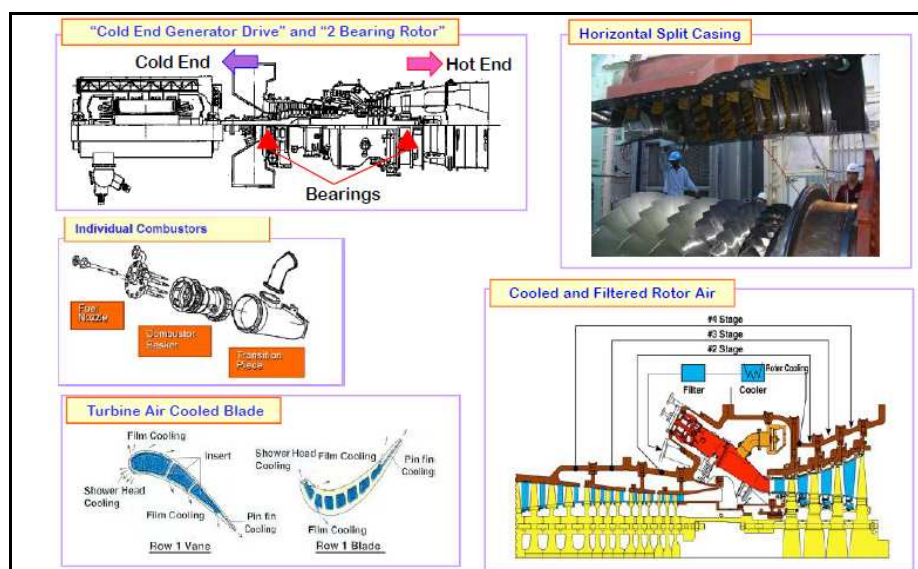 "Cold End Generator Drive" and "2 Bearing Rotor"
Cold End
Hot End
Bearings
Horizontal Split Casing
Individual Combustors
Fuel
Nozzle
Combustor
Basket
Transition
Piece
Cooled and Filtered Rotor Air
#4 Stage
#3 Stage
#2 Stage
Rotor Cooling
Filter
Cooler
Turbine Air Cooled Blade
Film Cooling
Insert
Shower Head
Cooling
Film Cooling
Pin fin
Cooling
Row 1 Vane
Shower Head
Cooling
Film Cooling
Pin fin
Cooling
Film Cooling
Row 1 Blade